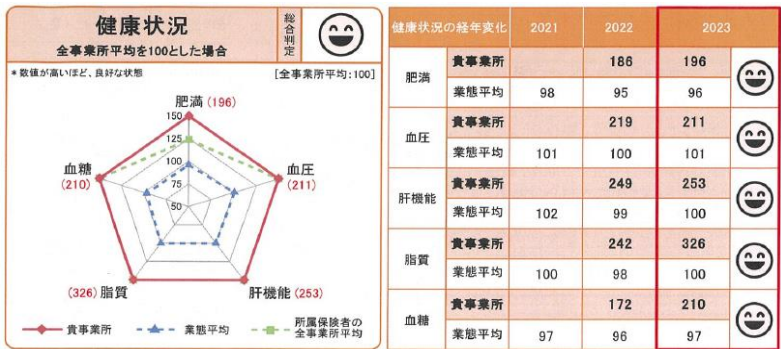 健康状況
全事業所平均を100とした場合
総合判定
*数値が高いほど、良好な状態
[全事業所平均:100]
肥満(196)
150
125
100
75
50
血糖
(210)
血圧
(211)
(326)脂質
肝機能(253)
貴事業所
業態平均
所属保険者の
全事業所平均
健康状況の経年変化 2021 2022 2023
肥満
貴事業所 186 196
業態平均 98 95 96
血圧
貴事業所 219 211
業態平均 101 100 101
肝機能
貴事業所 249 253
業態平均 102 99 100
脂質
貴事業所 242 326
業態平均 100 98 100
血糖
貴事業所 172 210
業態平均 97 96 97